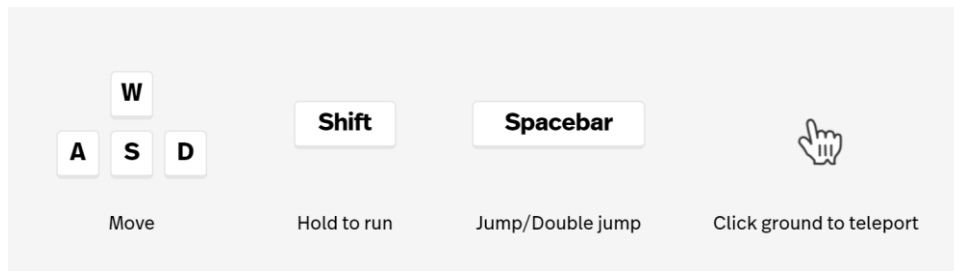 W
A S D
Shift
Spacebar
Move
Hold to run
Jump/Double jump
Click ground to teleport